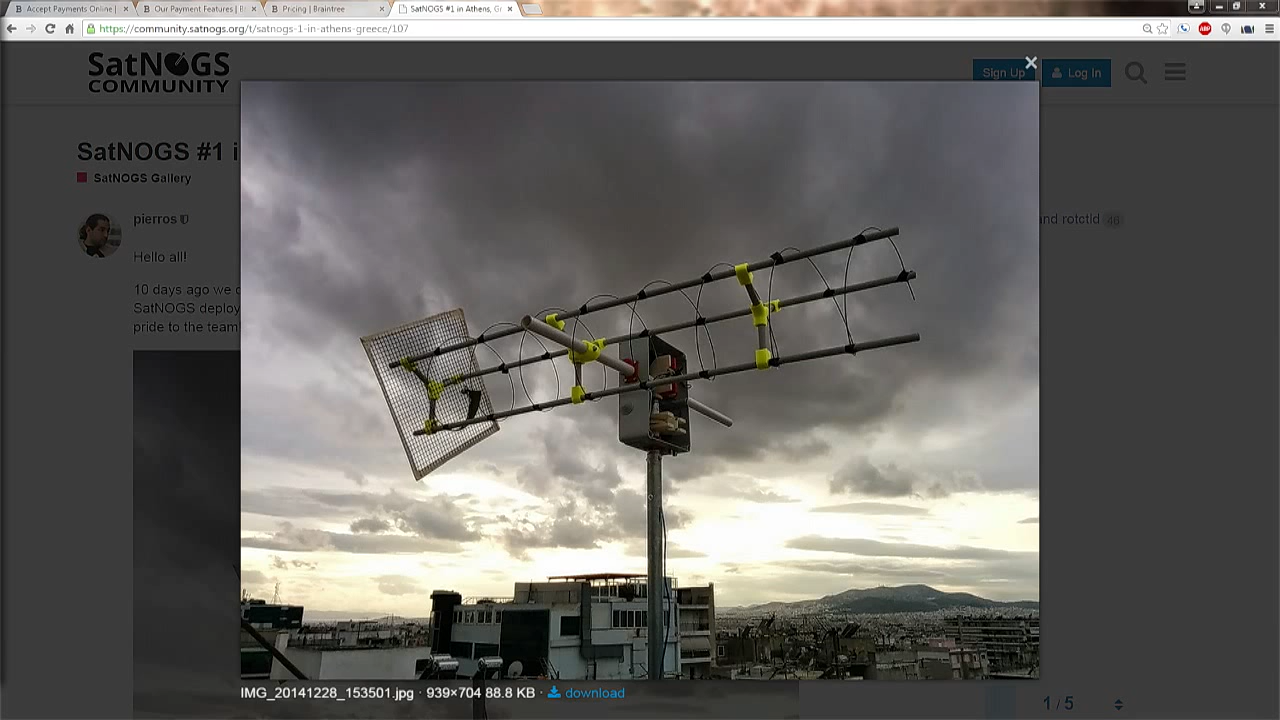 Accept Payments Online |
Our Payment Features | B
Pricing | Braintree
SatNOGS #1 in Athens, Gr
https://community.satnogs.org/t/satnogs-1-in-athens-greece/107
SatNOGS
COMMUNITY
Sign Up
Log In
SatNOGS #1 i
SatNOGS Gallery
pierros
and rotctld 46
Hello all!
10 days ago we d
SatNOGS deploy
pride to the team
IMG_20141228_153501.jpg · 939×704 88.8 KB · download
1 / 5